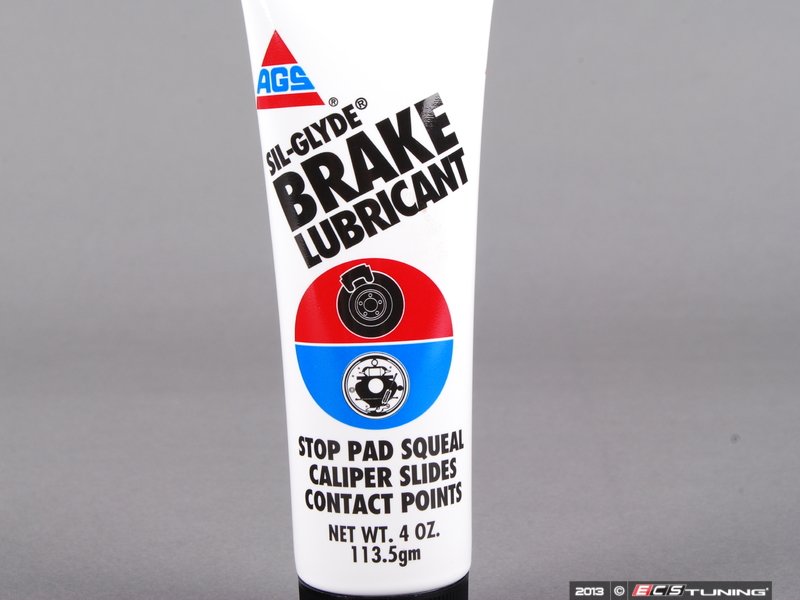 AGS®
SIL-GLYDE®
BRAKE
LUBRICANT
STOP PAD SQUEAL
CALIPER SLIDES
CONTACT POINTS
NET WT. 4 OZ.
113.5gm
2013 © ECS TUNING